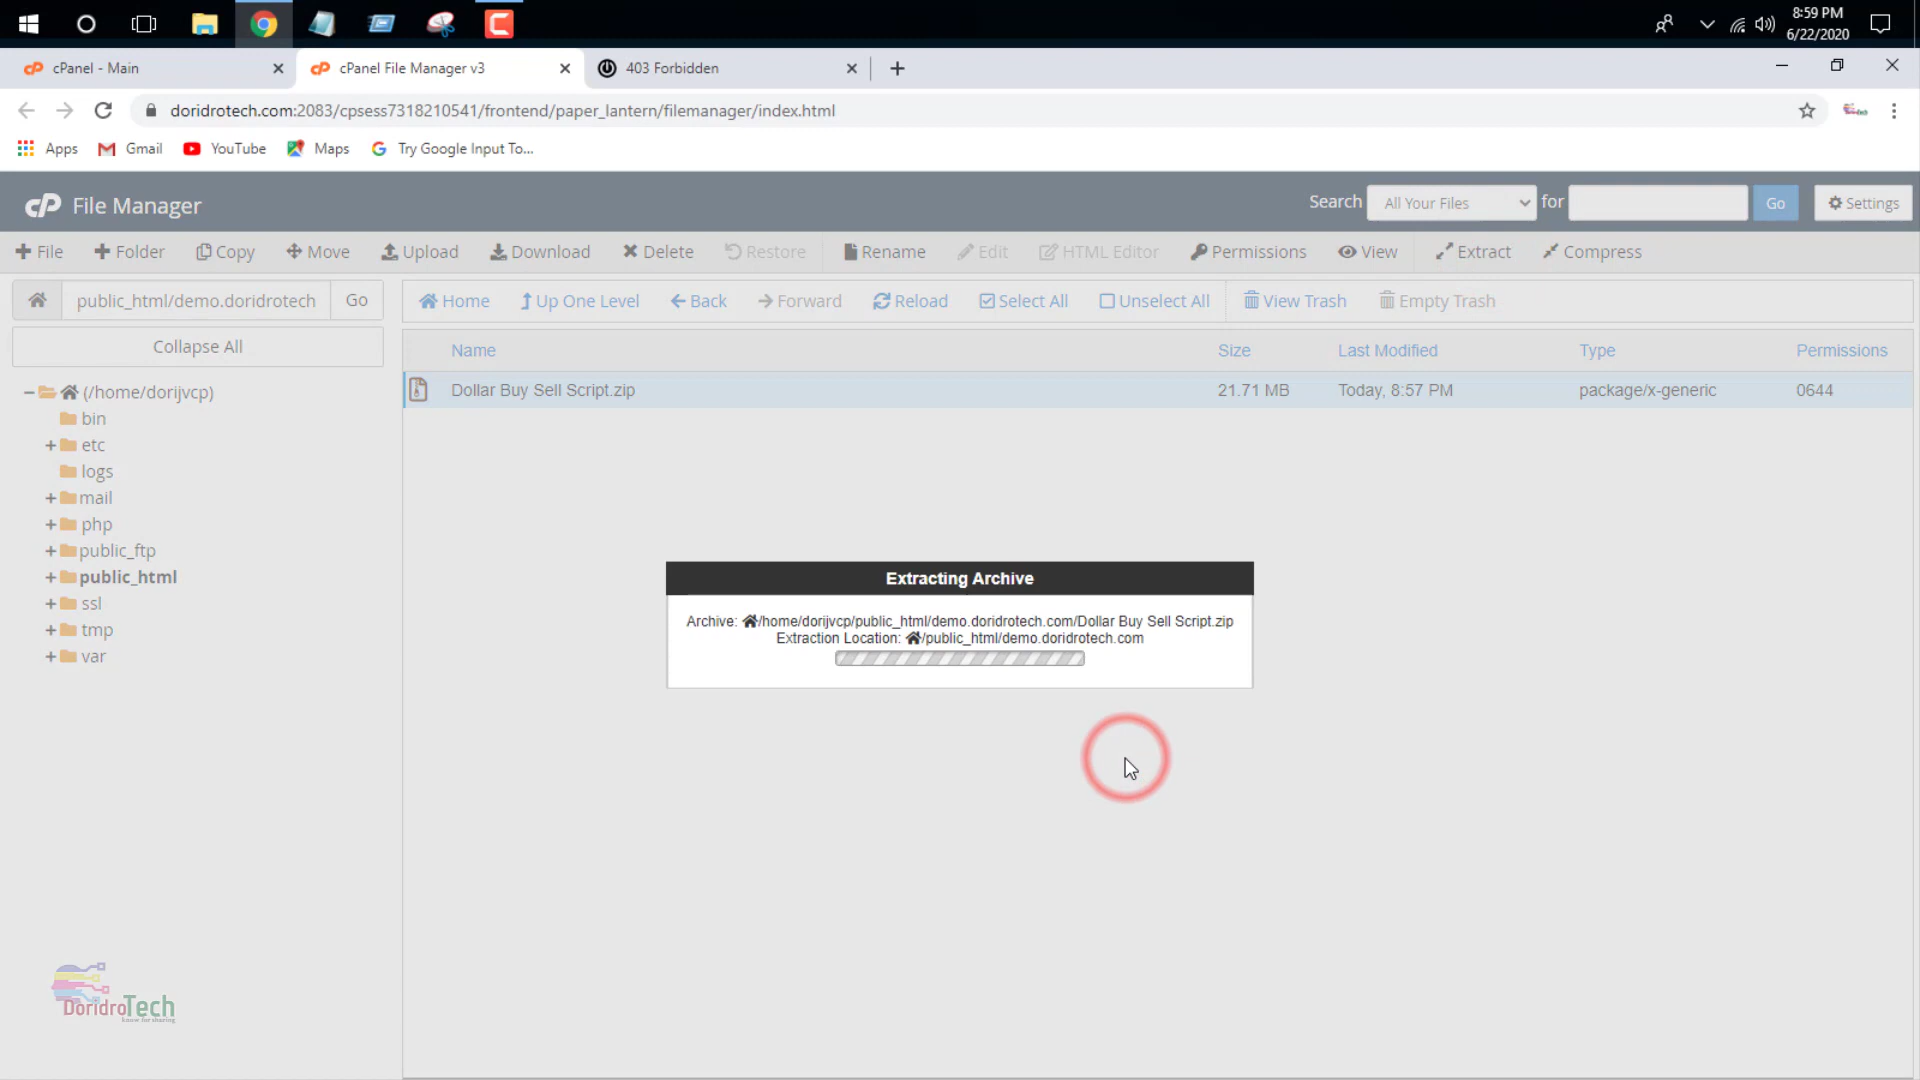 8:59 PM
6/22/2020
cPanel - Main
cPanel File Manager v3
403 Forbidden
doridrotech.com:2083/cpsess7318210541/frontend/paper_lantern/filemanager/index.html
Apps Gmail YouTube Maps Try Google Input To...
cP File Manager
Search All Your Files for Go Settings
File Folder Copy Move Upload Download Delete Restore Rename Edit HTML Editor Permissions View Extract Compress
public_html/demo.doridrotech Go
Home Up One Level Back Forward Reload Select All Unselect All View Trash Empty Trash
Collapse All
Name Size Last Modified Type Permissions
Dollar Buy Sell Script.zip 21.71 MB Today, 8:57 PM package/x-generic 0644
(/home/dorijvcp)
bin
etc
logs
mail
php
public_ftp
public_html
ssl
tmp
var
Extracting Archive
Archive: /home/dorijvcp/public_html/demo.doridrotech.com/Dollar Buy Sell Script.zip
Extraction Location: /public_html/demo.doridrotech.com
DoridroTech
know for sharing